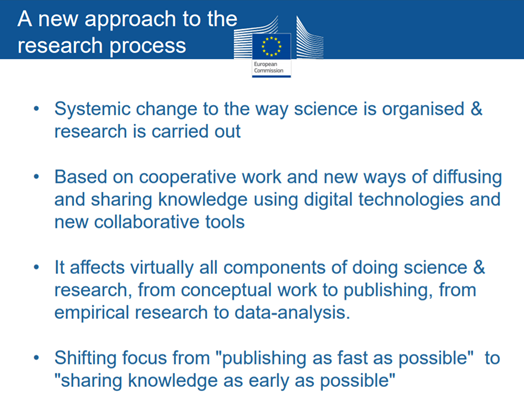 A new approach to the
research process
European
Commission
• Systemic change to the way science is organised &
research is carried out
• Based on cooperative work and new ways of diffusing
and sharing knowledge using digital technologies and
new collaborative tools
• It affects virtually all components of doing science &
research, from conceptual work to publishing, from
empirical research to data-analysis.
• Shifting focus from "publishing as fast as possible" to
"sharing knowledge as early as possible"